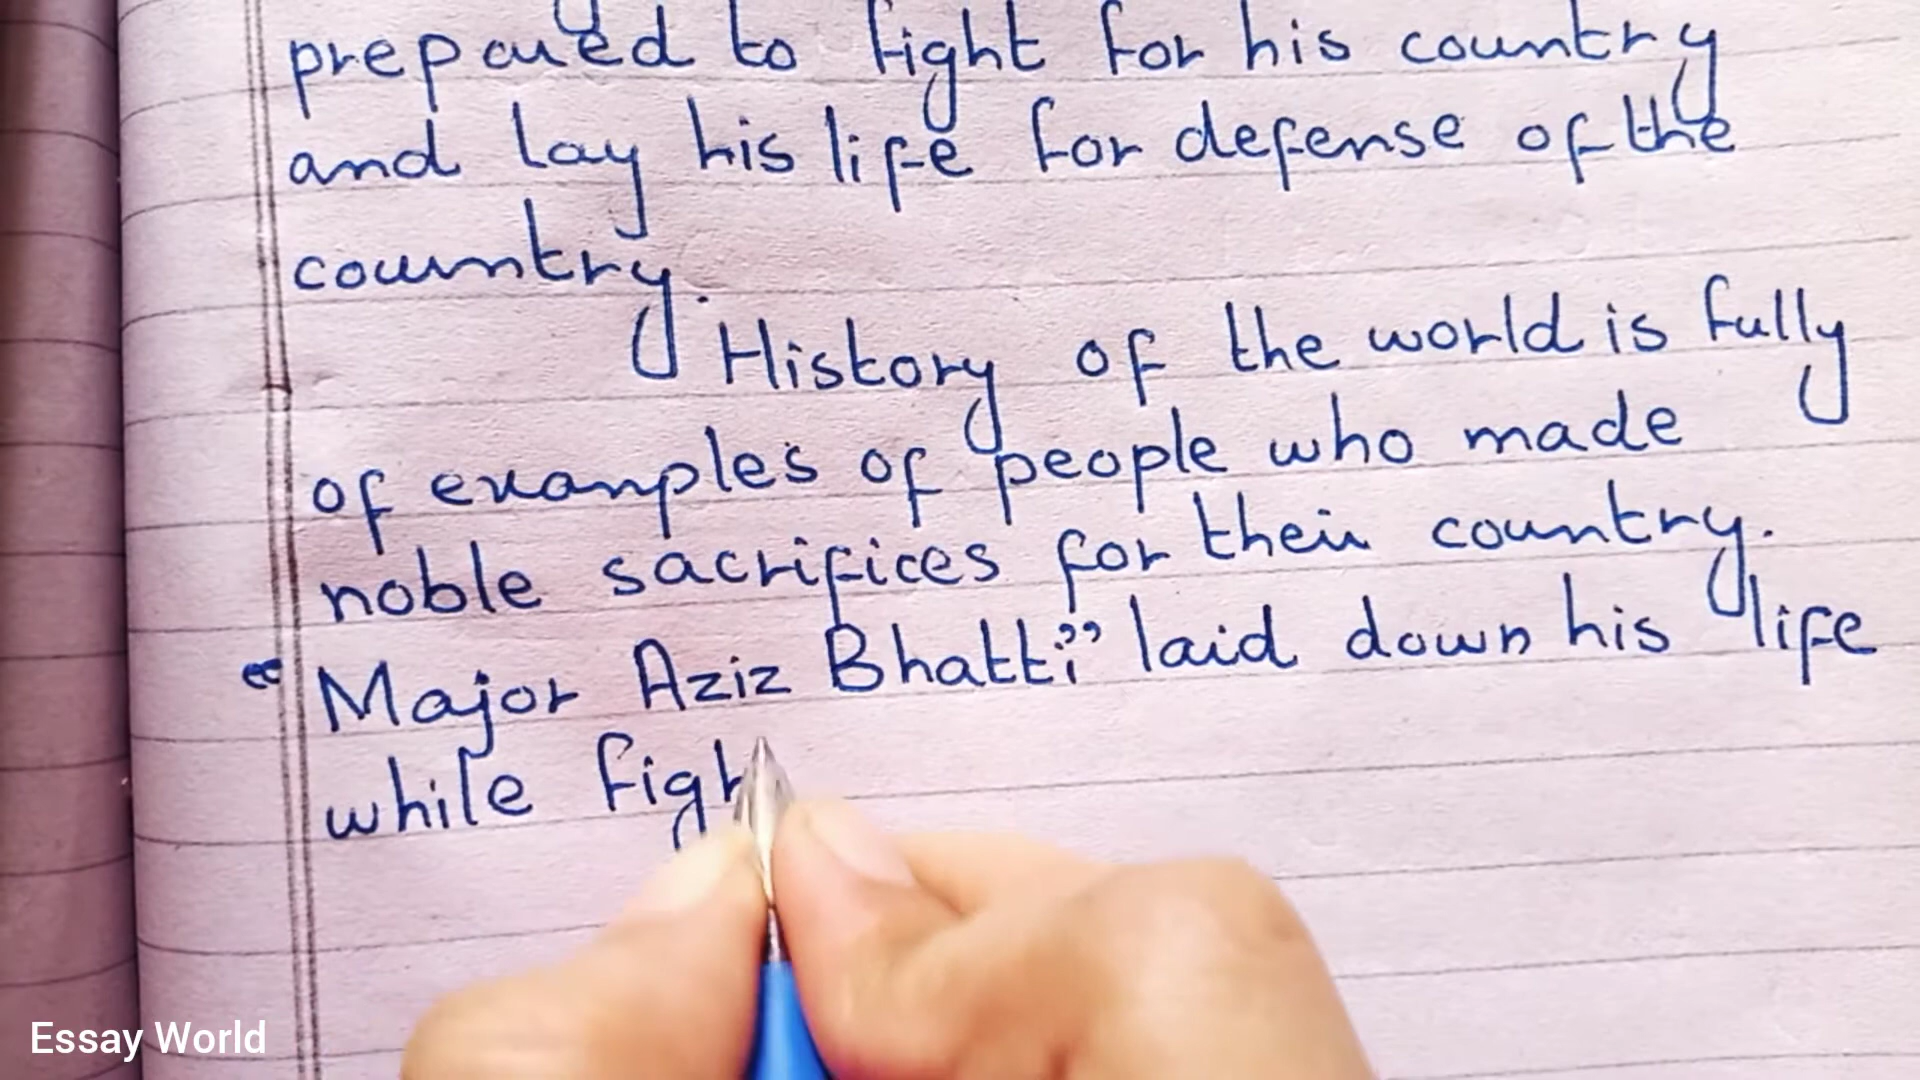 prepared to fight for his country
and lay his life for defense of the
country.
History of the world is fully
of examples of people who made
noble sacrifices for their country.
"Major Aziz Bhatti" laid down his life
while figh
Essay World